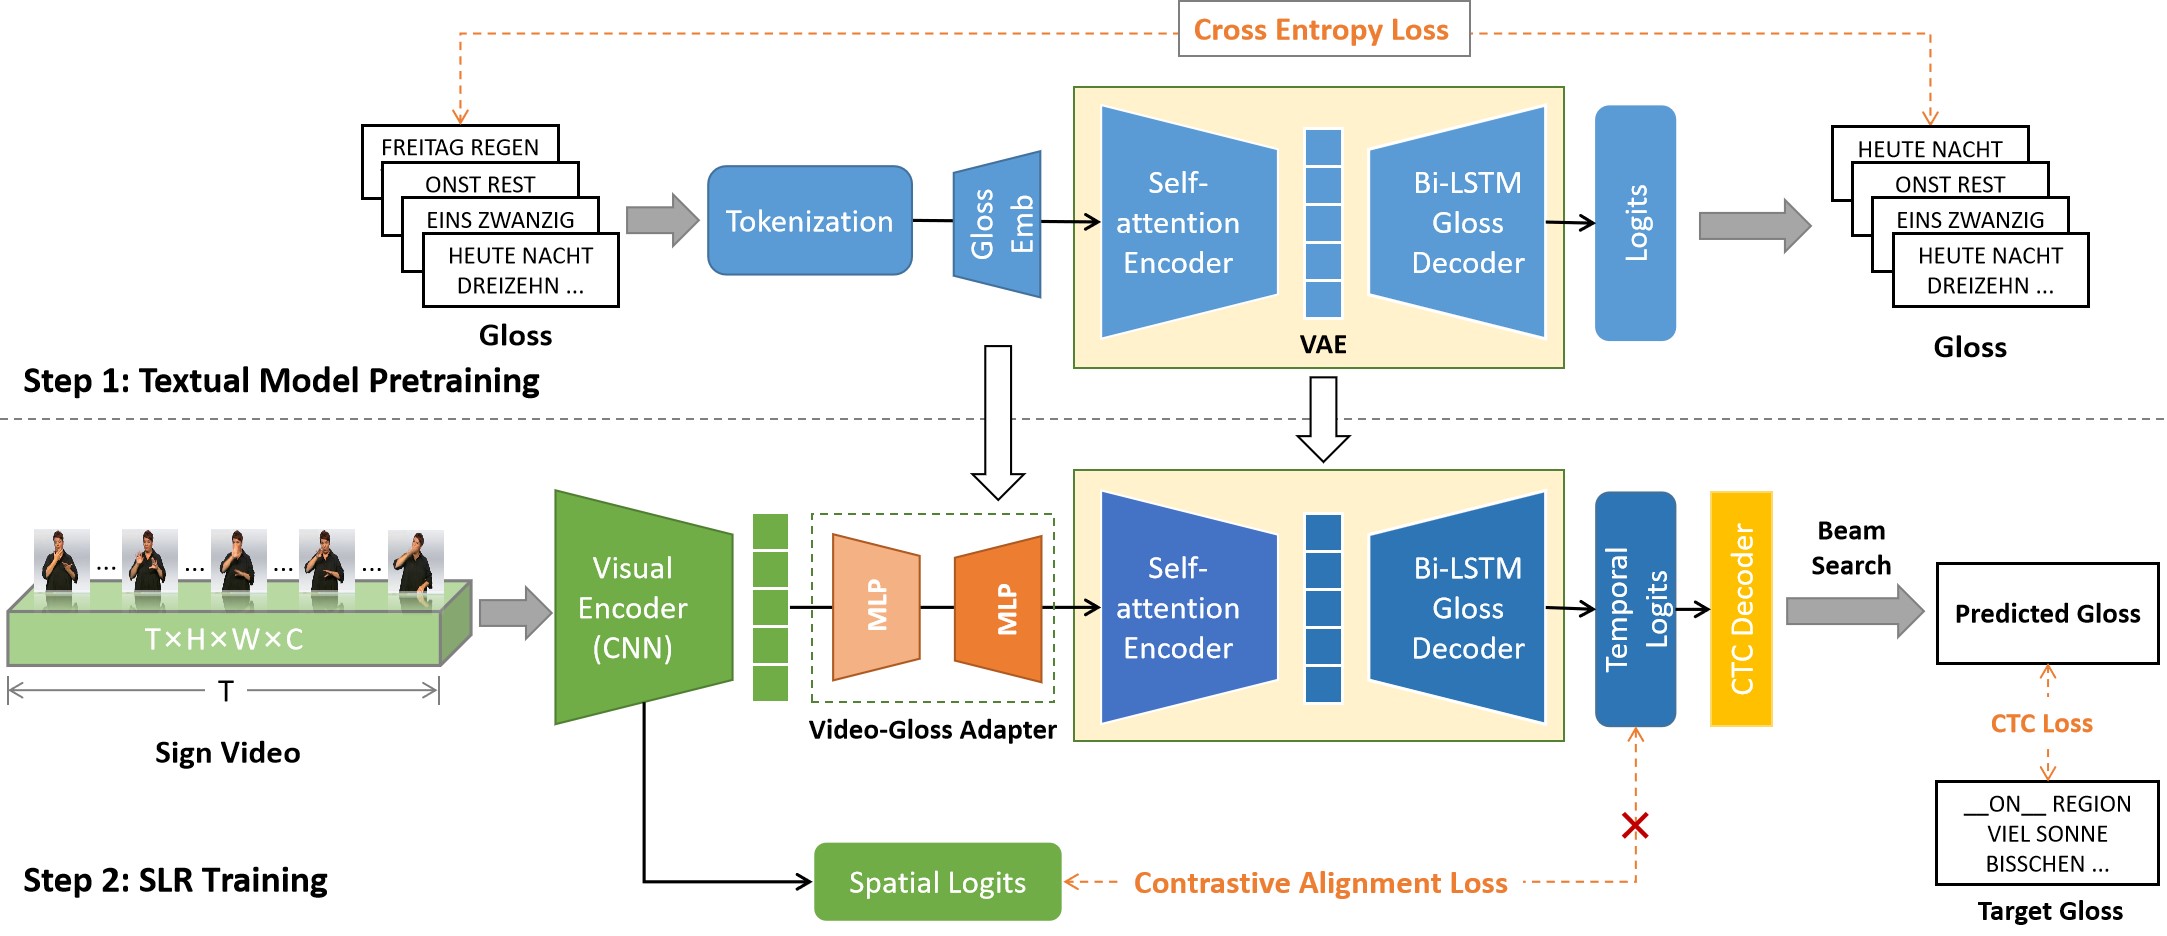 Cross Entropy Loss
FREITAG REGEN
ONST REST
EINS ZWANZIG
HEUTE NACHT
DREIZEHN ...
Gloss
Tokenization
Gloss
Emb
Self-
attention
Encoder
VAE
Bi-LSTM
Gloss
Decoder
Logits
HEUTE NACHT
ONST REST
EINS ZWANZIG
HEUTE NACHT
DREIZEHN ...
Gloss
Step 1: Textual Model Pretraining
... ... ... ...
T×H×W×C
T
Sign Video
Visual
Encoder
(CNN)
MLP
MLP
Video-Gloss Adapter
Self-
attention
Encoder
Bi-LSTM
Gloss
Decoder
Temporal
Logits
CTC Decoder
Beam
Search
Predicted Gloss
CTC Loss
__ON__ REGION
VIEL SONNE
BISSCHEN ...
Target Gloss
Spatial Logits
Contrastive Alignment Loss
Step 2: SLR Training